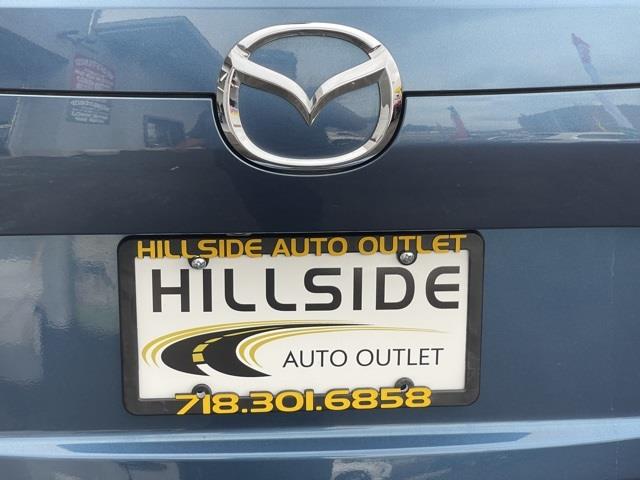 HILLSIDE AUTO OUTLET
HILLSIDE
AUTO OUTLET
718.301.6858